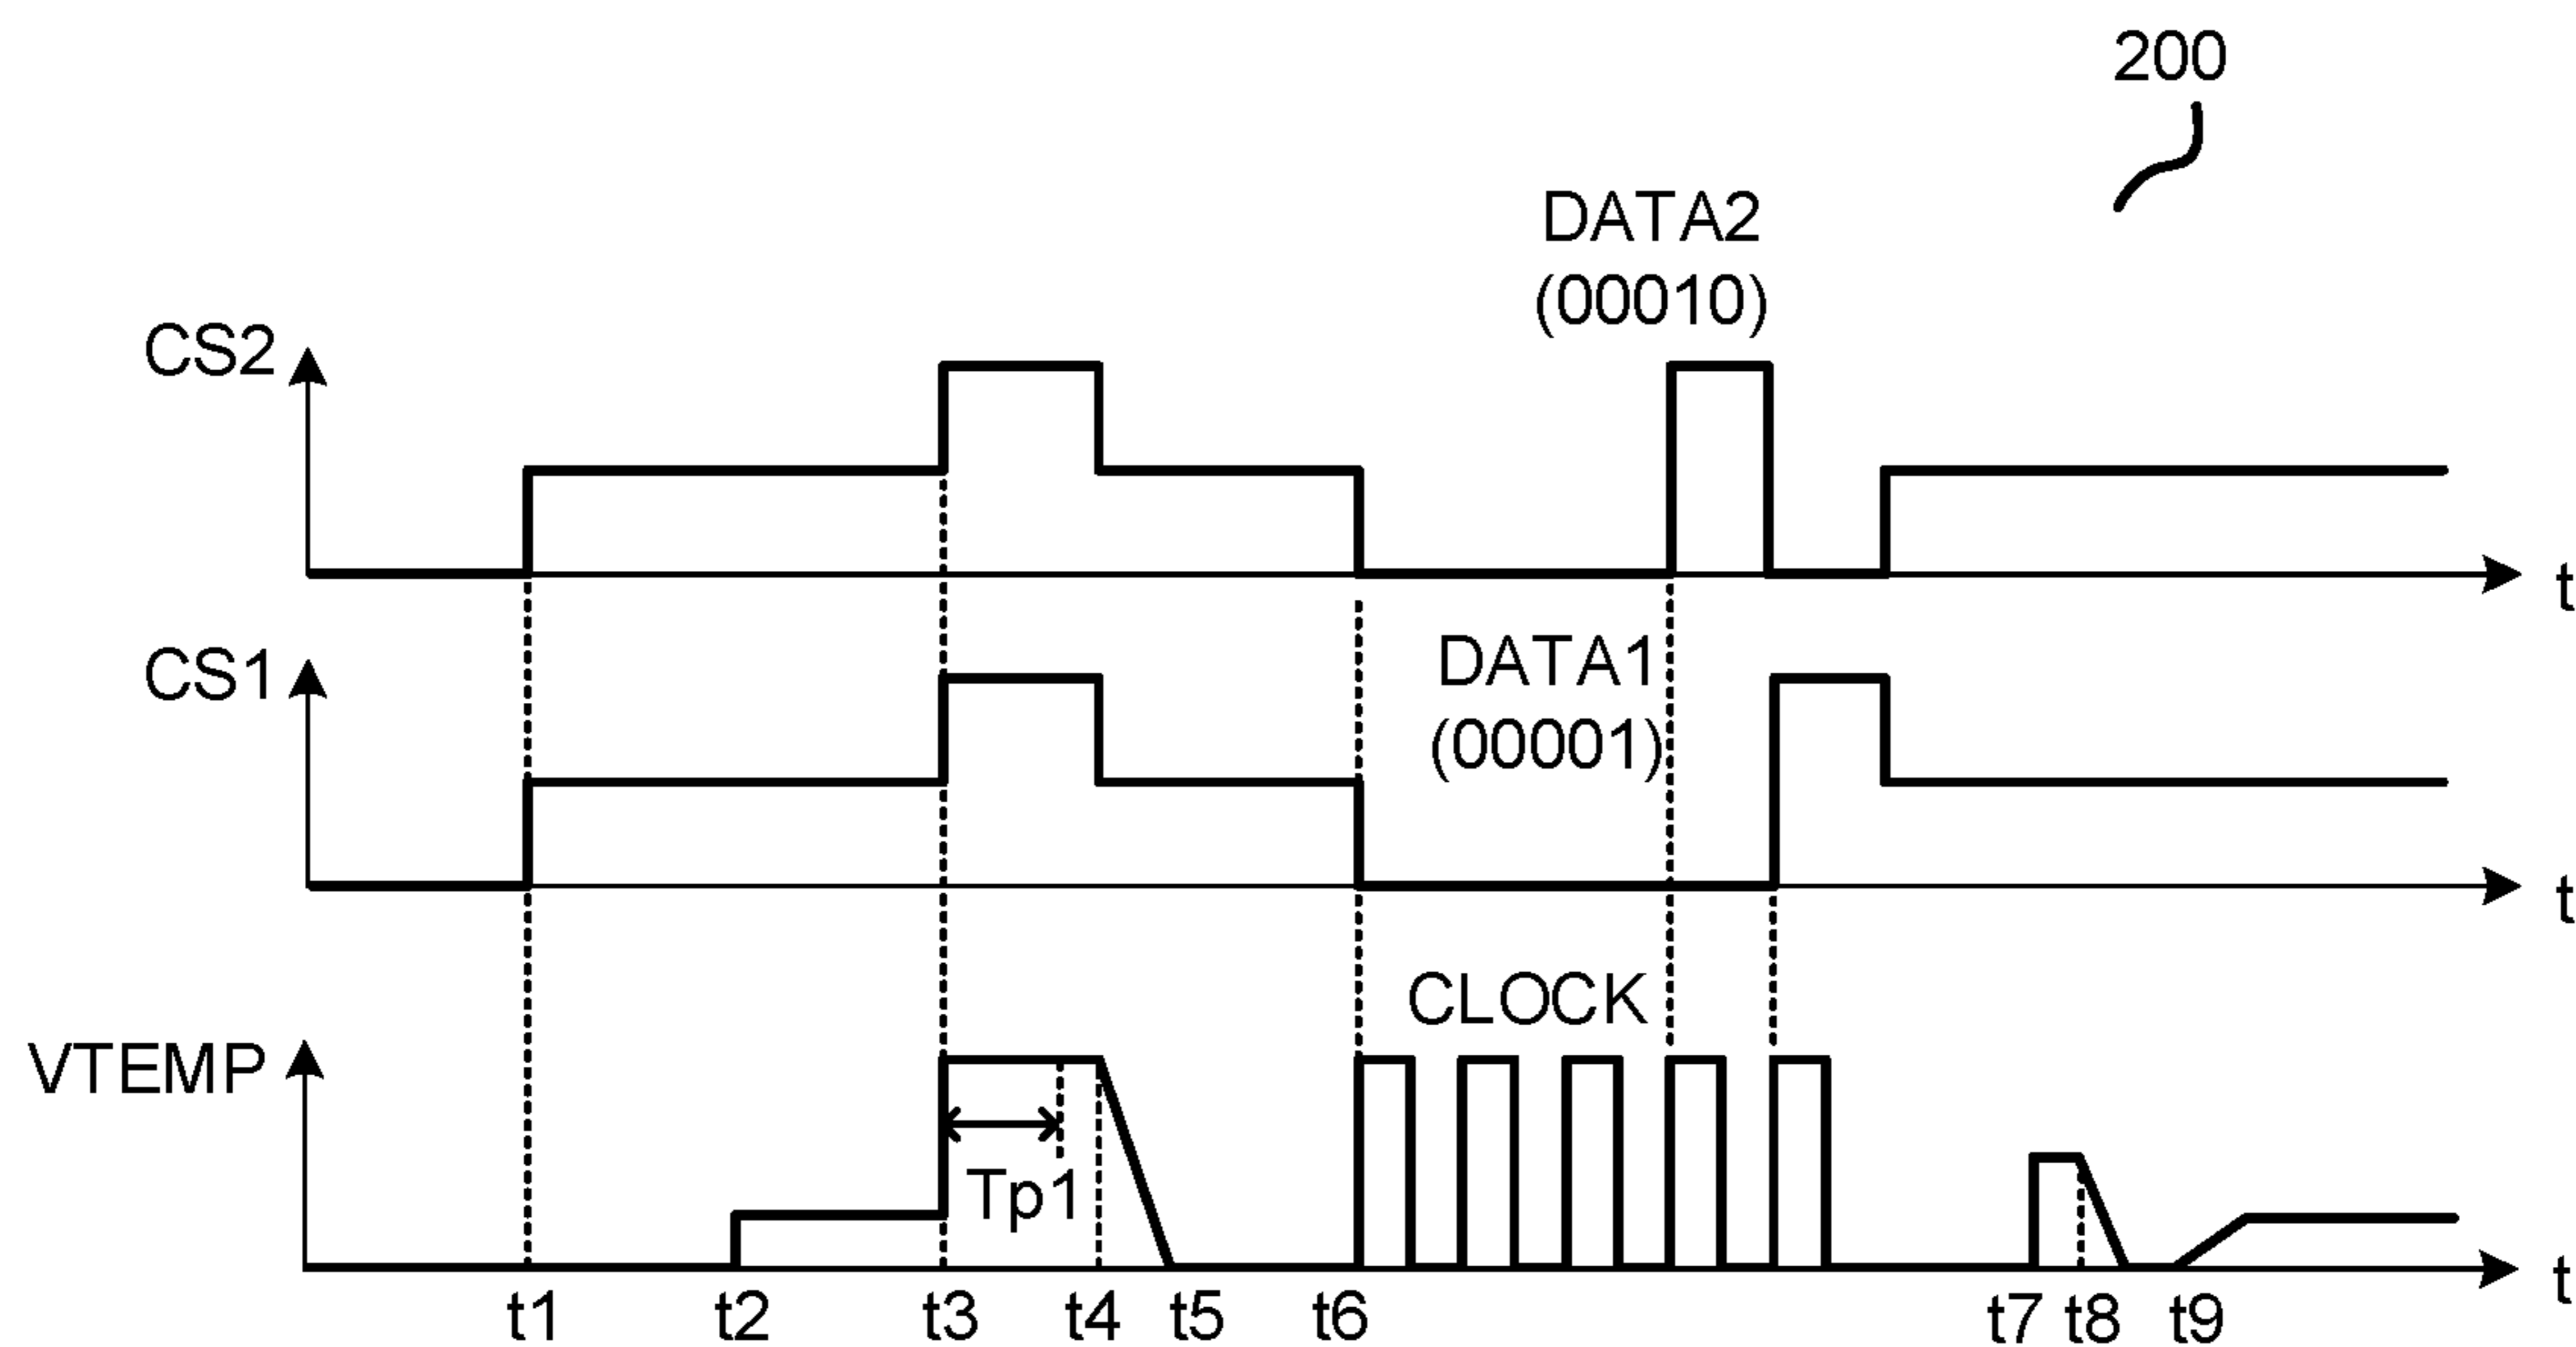 200
DATA2
(00010)
CS2
t
CS1
DATA1
(00001)
t
CLOCK
VTEMP
Tp1
t
t1 t2 t3 t4 t5 t6 t7 t8 t9